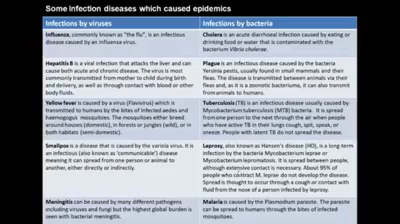 Some Infection diseases which caused epidemics
Infections by viruses
Infections by bacteria
Influenza, commonly known as "the flu", is an infectious
disease caused by an influenza virus.
Cholera is an acute diarrhoeal infection caused by eating or
drinking food or water that is contaminated with the
bacterium Vibrio cholerae.
Hepatitis B is a viral infection that attacks the liver and can
cause both acute and chronic disease. The virus is most
commonly transmitted from mother to child during birth
and delivery, as well as through contact with blood or other
body fluids.
Plague is an infectious disease caused by the bacteria
Yersinia pestis, usually found in small mammals and their
fleas. The disease is transmitted between animals via their
fleas and, as it is a zoonotic bacterium, it can also transmit
from animals to humans.
Yellow fever is caused by a virus (Flavivirus) which is
transmitted to humans by the bites of infected aedes and
haemogogus mosquitoes. The mosquitoes either breed
around houses (domestic), in forests or jungles (wild), or in
both habitats (semi-domestic).
Tuberculosis (TB) is an infectious disease usually caused by
Mycobacterium tuberculosis (MTB) bacteria. It is spread
from one person to the next through the air when people
who have active TB in their lungs cough, spit, speak, or
sneeze. People with latent TB do not spread the disease.
Smallpox is a disease that is caused by the variola virus. It is
an infectious (also known as 'communicable') disease
meaning it can spread from one person or animal to
another, either directly or indirectly.
Leprosy, also known as Hansen's disease (HD), is a long-term
infection by the bacteria Mycobacterium leprae or
Mycobacterium lepromatosis. It is spread between people,
although extensive contact is necessary. About 95% of
people who contract M. leprae do not develop the disease.
Spread is thought to occur through a cough or contact with
fluid from the nose of a person infected by leprosy.
Meningitis can be caused by many different pathogens
including viruses and fungi but the highest global burden is
seen with bacterial meningitis.
Malaria is caused by the Plasmodium parasite. The parasite
can be spread to humans through the bites of infected
mosquitoes.